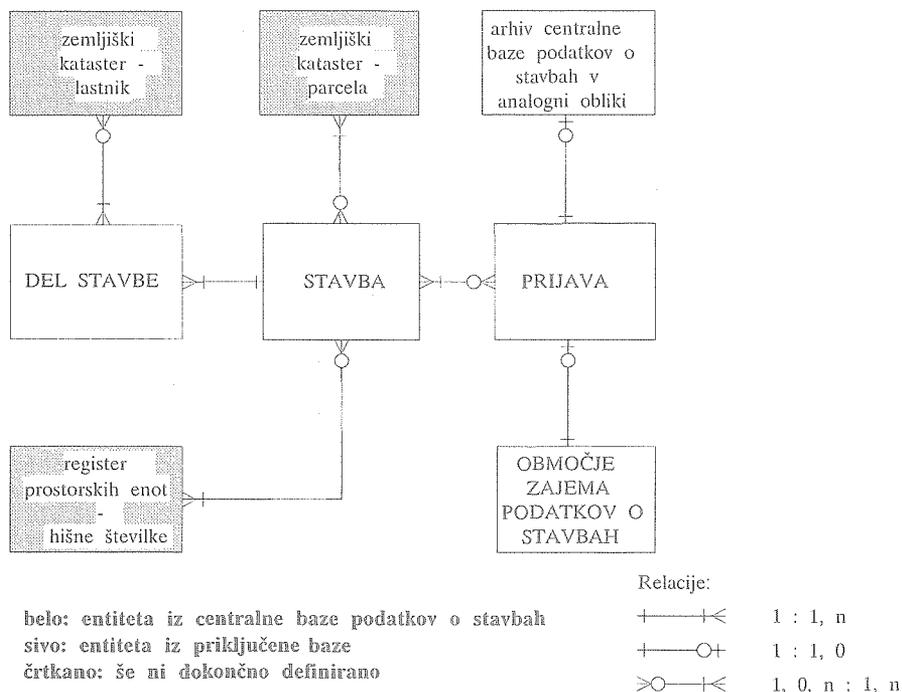 zemljiški
kataster -
lastnik
zemljiški
kataster -
parcela
arhiv centralne
baze podatkov o
stavbah v
analogni obliki
DEL STAVBE
STAVBA
PRIJAVA
register
prostorskih enot
-
hišne številke
OBMOČJE
ZAJEMA
PODATKOV O
STAVBAH
Relacije:
1 : 1, n
1 : 1, 0
1, 0, n : 1, n
belo: entiteta iz centralne baze podatkov o stavbah
sivo: entiteta iz priključene baze
črtkano: še ni dokončno definirano